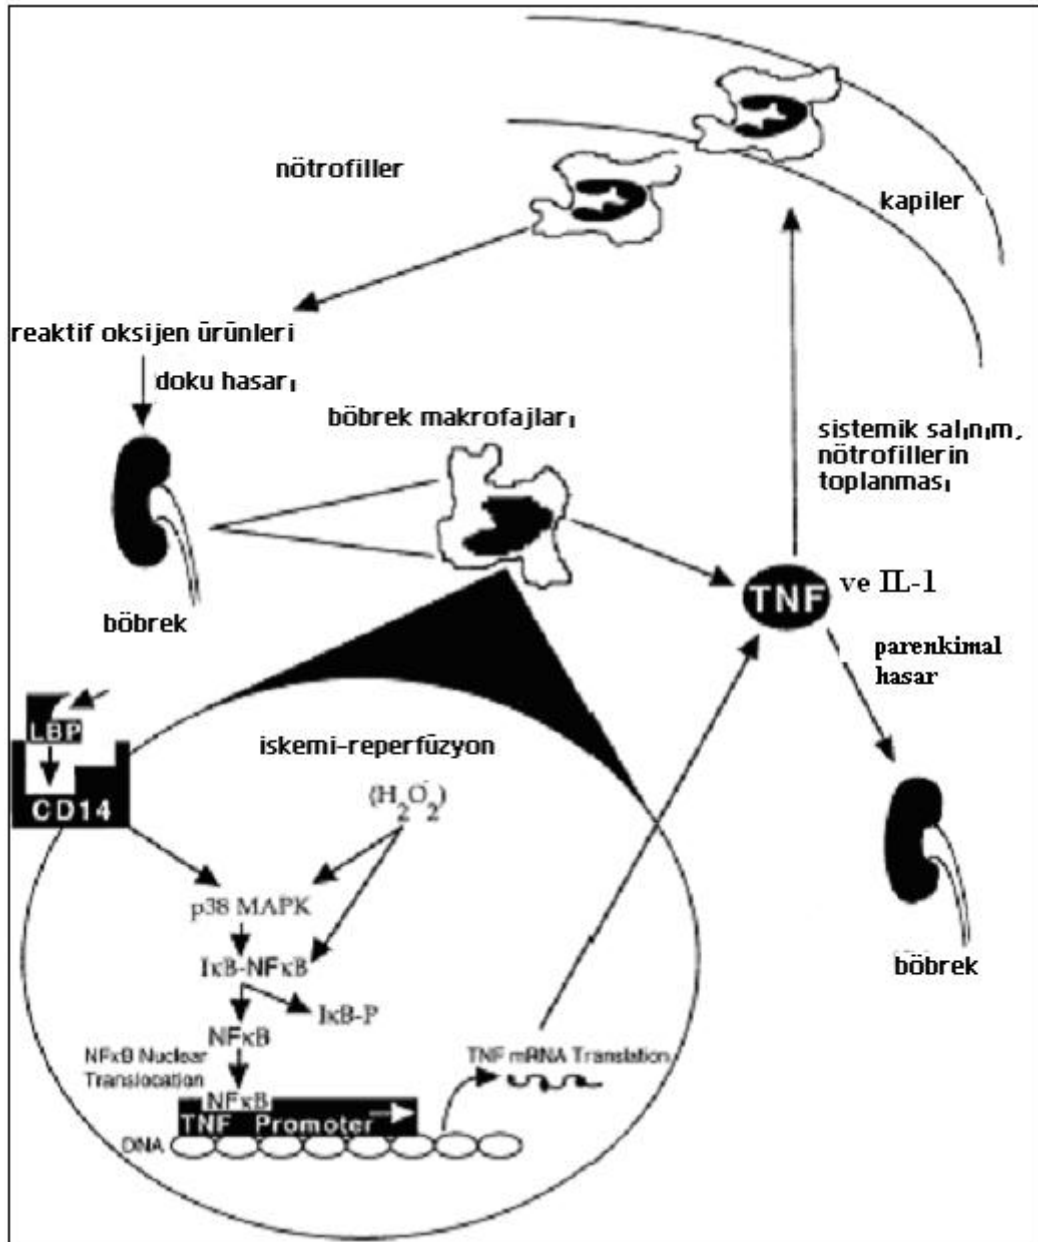 nötrofiller
kapiler
reaktif oksijen ürünleri
doku hasarı
böbrek makrofajları
sistemik salınım,
nötrofillerin
toplanması
böbrek
TNF
ve IL-1
parenkimal
hasar
böbrek
LBP
CD14
iskemi-reperfüzyon
(H2O2)
p38 MAPK
IκB-NFκB
IκB-P
NFκB
NFκB Nuclear
Translocation
TNF mRNA Translation
NFκB
TNF Promoter
DNA